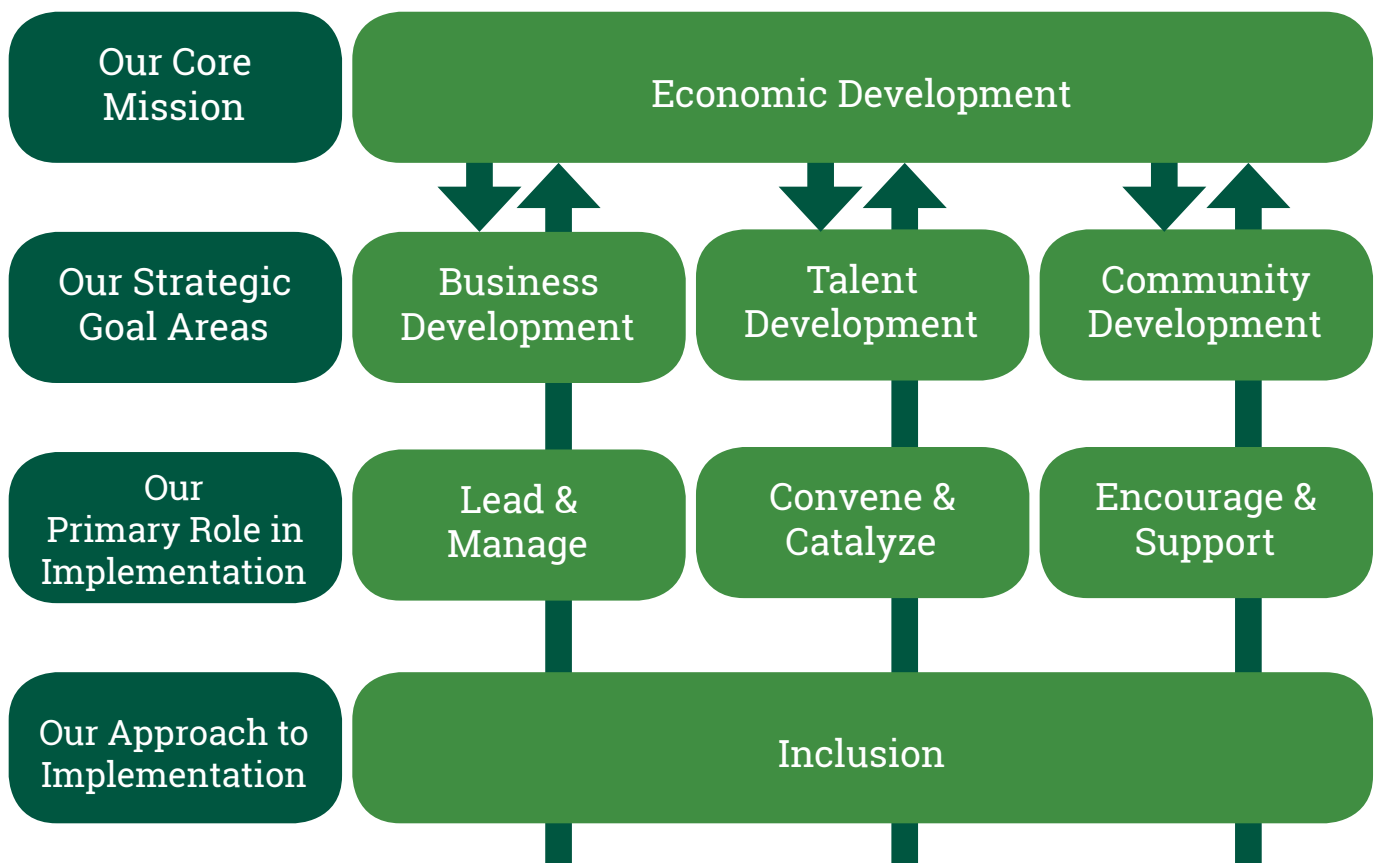 Our Core
Mission
Economic Development
Our Strategic
Goal Areas
Business
Development
Talent
Development
Community
Development
Our
Primary Role in
Implementation
Lead &
Manage
Convene &
Catalyze
Encourage &
Support
Our Approach to
Implementation
Inclusion